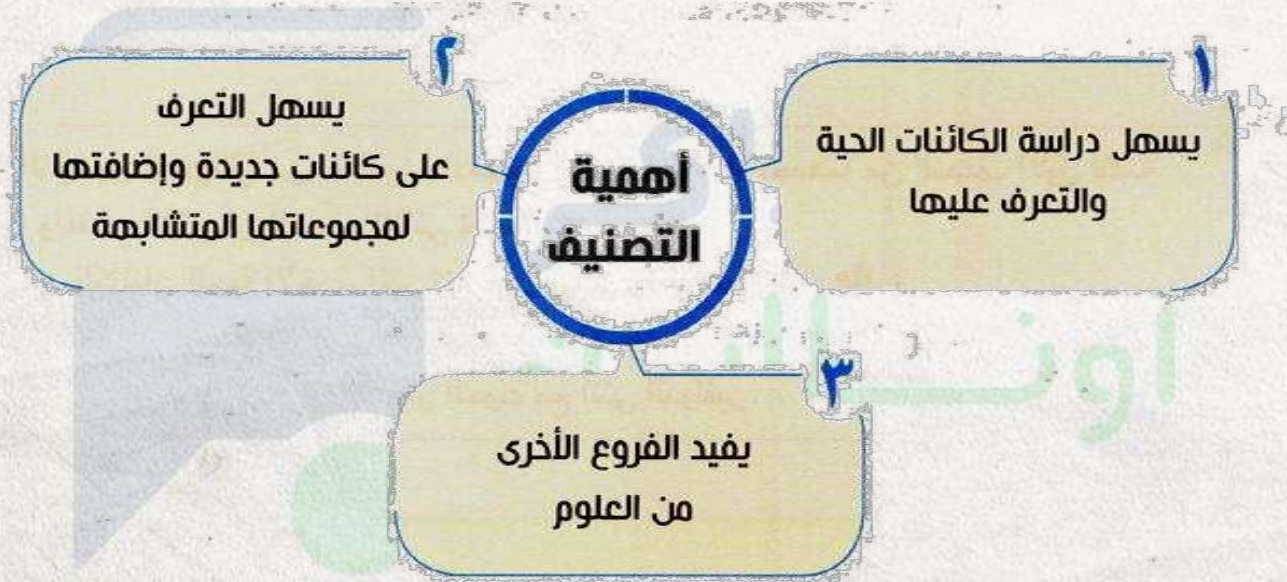 أهمية
التصنيف
١
يسهل دراسة الكائنات الحية
والتعرف عليها
٢
يسهل التعرف
على كائنات جديدة وإضافتها
لمجموعاتها المتشابهة
٣
يفيد الفروع الأخرى
من العلوم